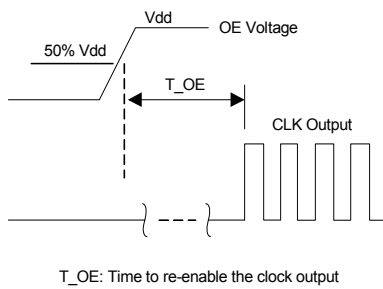 Vdd
OE Voltage
50% Vdd
T_OE
CLK Output
T_OE: Time to re-enable the clock output